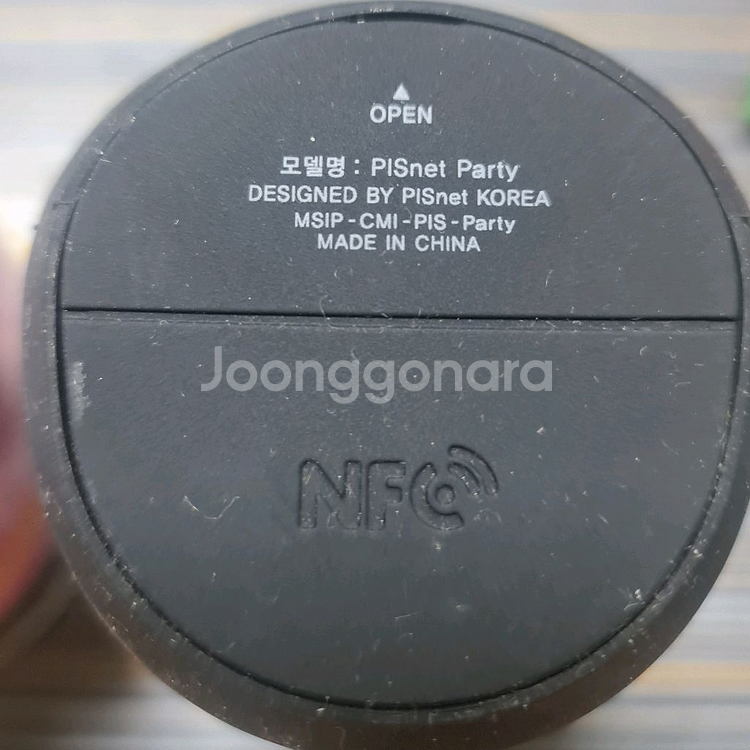 ▲
OPEN
모델명 : PISnet Party
DESIGNED BY PISnet KOREA
MSIP-CMI-PIS-Party
MADE IN CHINA
Joonggonara
NFC